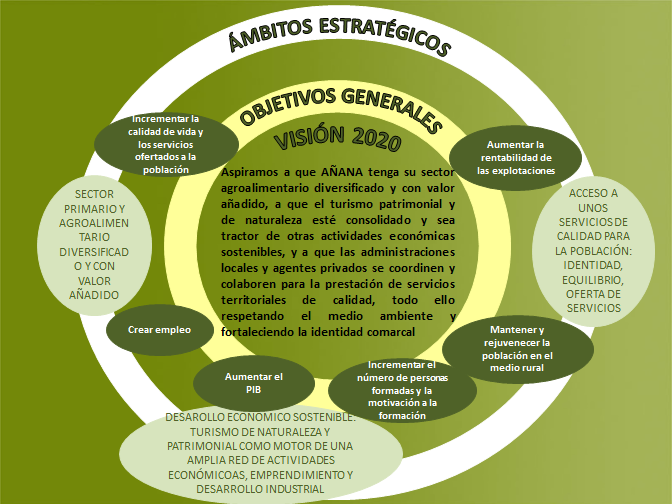 ÁMBITOS ESTRATÉGICOS
OBJETIVOS GENERALES
VISIÓN 2020
Aspiramos a que AÑANA tenga su sector
agroalimentario diversificado y con valor
añadido, a que el turismo patrimonial y
de naturaleza esté consolidado y sea
tractor de otras actividades económicas
sostenibles, y a que las administraciones
locales y agentes privados se coordinen y
colaboren para la prestación de servicios
territoriales de calidad, todo ello
respetando el medio ambiente y
fortaleciendo la identidad comarcal
Incrementar la
calidad de vida y
los servicios
ofertados a la
población
Aumentar la
rentabilidad de
las explotaciones
SECTOR
PRIMARIO Y
AGROALIMEN
TARIO
DIVERSIFICAD
O Y CON
VALOR
AÑADIDO
ACCESO A
UNOS
SERVICIOS DE
CALIDAD PARA
LA POBLACIÓN:
IDENTIDAD,
EQUILIBRIO,
OFERTA DE
SERVICIOS
Crear empleo
Mantener y
rejuvenecer la
población en el
medio rural
Aumentar el
PIB
Incrementar el
número de personas
formadas y la
motivación a la
formación
DESAROLLO ECONÓMICO SOSTENIBLE:
TURISMO DE NATURALEZA Y
PATRIMONIAL COMO MOTOR DE UNA
AMPLIA RED DE ACTIVIDADES
ECONÓMICOAS, EMPRENDIMIENTO Y
DESARROLLO INDUSTRIAL